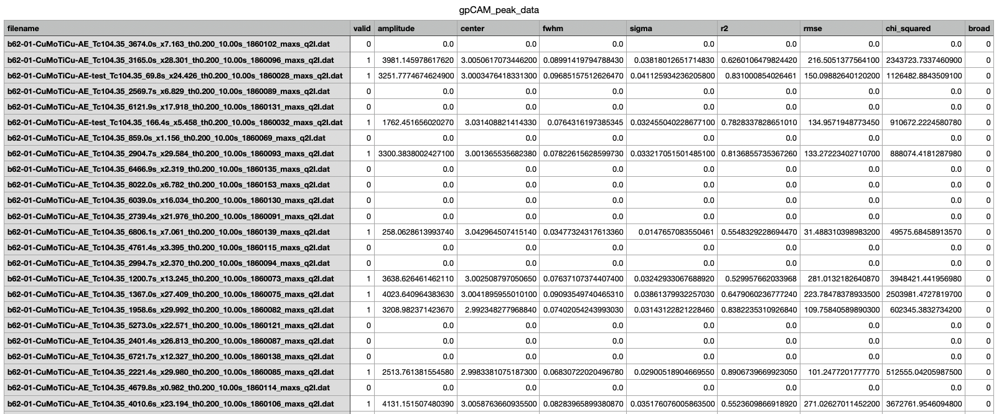 gpCAM_peak_data
filename valid amplitude center fwhm sigma r2 rmse chi_squared broad
b62-01-CuMoTiCu-AE_Tc104.35_3674.0s_x7.163_th0.200_10.00s_1860102_maxs_q2I.dat 0 0.0 0.0 0.0 0.0 0.0 0.0 0.0 0
b62-01-CuMoTiCu-AE_Tc104.35_3165.0s_x28.301_th0.200_10.00s_1860096_maxs_q2I.dat 1 3981.145978617620 3.0050617073446200 0.08991419794788430 0.03818012651714830 0.6260106479824420 216.5051377564100 2343723.7337460900 0
b62-01-CuMoTiCu-AE-test_Tc104.35_69.8s_x24.426_th0.200_10.00s_1860028_maxs_q2I.dat 1 3251.7774674624900 3.0003476418331300 0.09685157512626470 0.041125934236205800 0.831000854026461 150.09882640120200 1126482.8843509100 0
b62-01-CuMoTiCu-AE_Tc104.35_2569.7s_x6.829_th0.200_10.00s_1860089_maxs_q2I.dat 0 0.0 0.0 0.0 0.0 0.0 0.0 0.0 0
b62-01-CuMoTiCu-AE_Tc104.35_6121.9s_x17.918_th0.200_10.00s_1860131_maxs_q2I.dat 0 0.0 0.0 0.0 0.0 0.0 0.0 0.0 0
b62-01-CuMoTiCu-AE-test_Tc104.35_166.4s_x5.458_th0.200_10.00s_1860032_maxs_q2I.dat 1 1762.451656020270 3.031408821414330 0.0764316197385345 0.032455040228677100 0.7828337828651010 134.9571948773450 910672.2224580780 0
b62-01-CuMoTiCu-AE_Tc104.35_859.0s_x1.156_th0.200_10.00s_1860069_maxs_q2I.dat 0 0.0 0.0 0.0 0.0 0.0 0.0 0.0 0
b62-01-CuMoTiCu-AE_Tc104.35_2904.7s_x29.584_th0.200_10.00s_1860093_maxs_q2I.dat 1 3300.3838002427100 3.001365535682380 0.07822615628599730 0.033217051501485100 0.8136855735367260 133.27223402710700 888074.4181287980 0
b62-01-CuMoTiCu-AE_Tc104.35_6466.9s_x2.319_th0.200_10.00s_1860135_maxs_q2I.dat 0 0.0 0.0 0.0 0.0 0.0 0.0 0.0 0
b62-01-CuMoTiCu-AE_Tc104.35_8022.0s_x6.782_th0.200_10.00s_1860153_maxs_q2I.dat 0 0.0 0.0 0.0 0.0 0.0 0.0 0.0 0
b62-01-CuMoTiCu-AE_Tc104.35_6039.0s_x16.034_th0.200_10.00s_1860130_maxs_q2I.dat 0 0.0 0.0 0.0 0.0 0.0 0.0 0.0 0
b62-01-CuMoTiCu-AE_Tc104.35_2739.4s_x21.976_th0.200_10.00s_1860091_maxs_q2I.dat 0 0.0 0.0 0.0 0.0 0.0 0.0 0.0 0
b62-01-CuMoTiCu-AE_Tc104.35_6806.1s_x7.061_th0.200_10.00s_1860139_maxs_q2I.dat 1 258.0628613993740 3.042964507415140 0.03477324317613360 0.0147657083550461 0.5548329228694470 31.488310398983200 49575.68458913570 0
b62-01-CuMoTiCu-AE_Tc104.35_4761.4s_x3.395_th0.200_10.00s_1860115_maxs_q2I.dat 0 0.0 0.0 0.0 0.0 0.0 0.0 0.0 0
b62-01-CuMoTiCu-AE_Tc104.35_2994.7s_x2.370_th0.200_10.00s_1860094_maxs_q2I.dat 0 0.0 0.0 0.0 0.0 0.0 0.0 0.0 0
b62-01-CuMoTiCu-AE_Tc104.35_1200.7s_x13.245_th0.200_10.00s_1860073_maxs_q2I.dat 1 3638.626461462110 3.002508797050650 0.07637107374407400 0.03242933067688920 0.529957662033968 281.0132182640870 3948421.441956980 0
b62-01-CuMoTiCu-AE_Tc104.35_1367.0s_x27.409_th0.200_10.00s_1860075_maxs_q2I.dat 1 4023.640964383630 3.0041895955010100 0.09093549740465310 0.03861379932257030 0.6479060236777240 223.78478378933500 2503981.4727819700 0
b62-01-CuMoTiCu-AE_Tc104.35_1958.6s_x29.992_th0.200_10.00s_1860082_maxs_q2I.dat 1 3208.982371423670 2.992348277968840 0.07402054243993030 0.03143122821228460 0.8382235310926840 109.75840589890300 602345.3832734200 0
b62-01-CuMoTiCu-AE_Tc104.35_5273.0s_x22.571_th0.200_10.00s_1860121_maxs_q2I.dat 0 0.0 0.0 0.0 0.0 0.0 0.0 0.0 0
b62-01-CuMoTiCu-AE_Tc104.35_2401.4s_x26.813_th0.200_10.00s_1860087_maxs_q2I.dat 0 0.0 0.0 0.0 0.0 0.0 0.0 0.0 0
b62-01-CuMoTiCu-AE_Tc104.35_6721.7s_x12.327_th0.200_10.00s_1860138_maxs_q2I.dat 0 0.0 0.0 0.0 0.0 0.0 0.0 0.0 0
b62-01-CuMoTiCu-AE_Tc104.35_2221.4s_x29.980_th0.200_10.00s_1860085_maxs_q2I.dat 1 2513.761381554580 2.9983381075187300 0.06830722020496780 0.02900518904669550 0.8906739669923050 101.2477201777770 512555.04205987500 0
b62-01-CuMoTiCu-AE_Tc104.35_4679.8s_x0.982_th0.200_10.00s_1860114_maxs_q2I.dat 0 0.0 0.0 0.0 0.0 0.0 0.0 0.0 0
b62-01-CuMoTiCu-AE_Tc104.35_4010.6s_x23.194_th0.200_10.00s_1860106_maxs_q2I.dat 1 4131.151507480390 3.0058763660935500 0.08283965899380870 0.035176076005863500 0.5523609866918920 271.02627011452200 3672761.9546094800 0